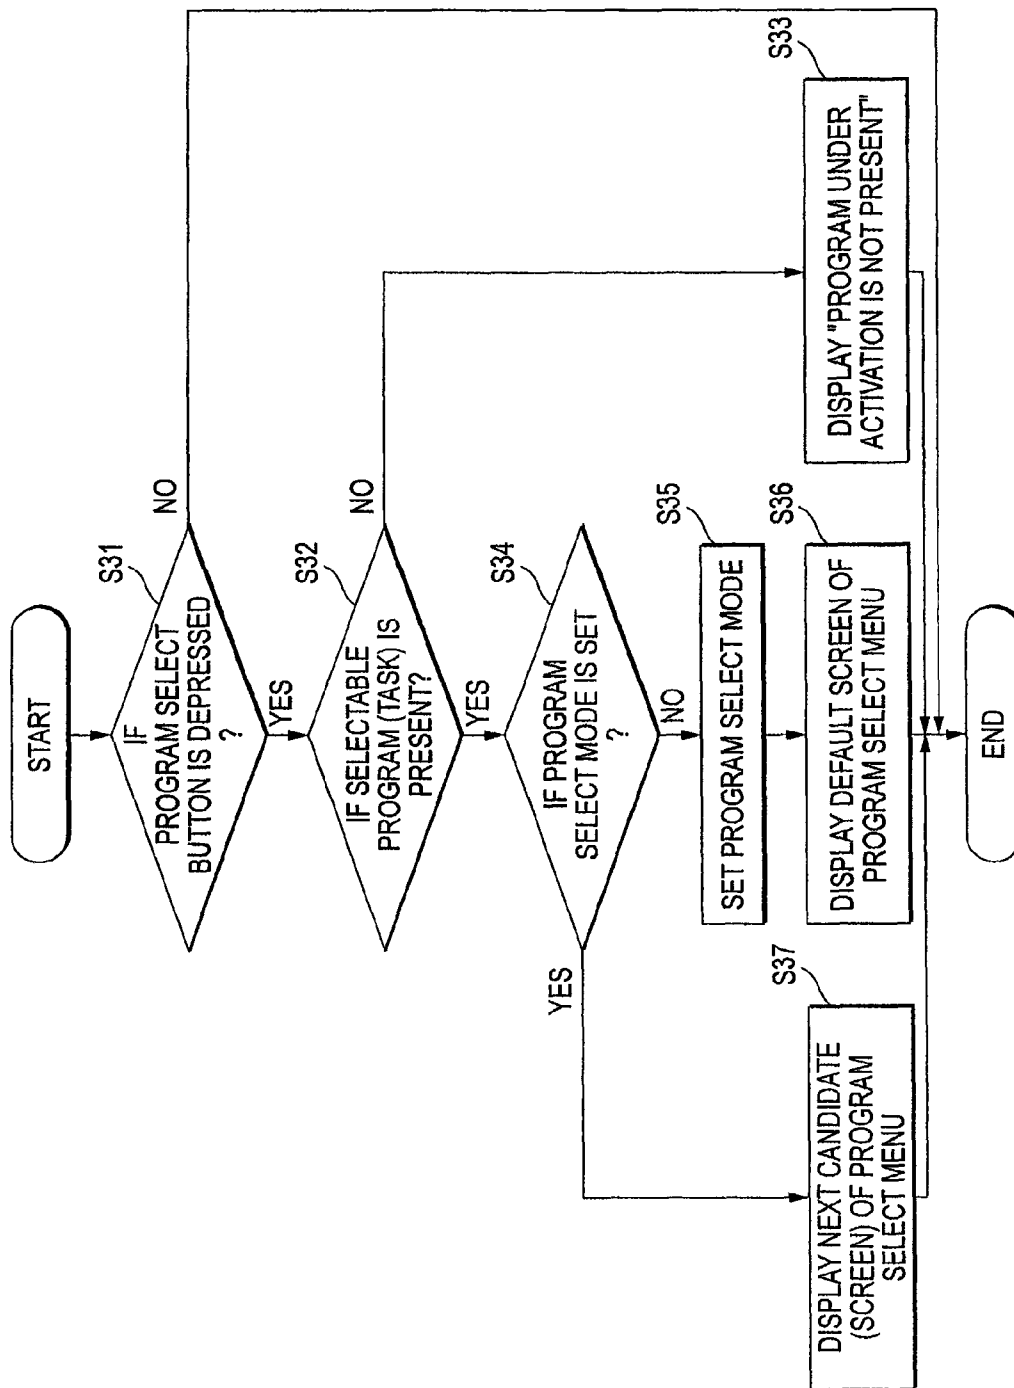 START
S31
IF
PROGRAM SELECT
BUTTON IS DEPRESSED
?
NO
YES
S32
IF SELECTABLE
PROGRAM (TASK) IS
PRESENT?
NO
YES
S34
IF PROGRAM
SELECT MODE IS SET
?
YES
NO
S35
SET PROGRAM SELECT MODE
S37
DISPLAY NEXT CANDIDATE
(SCREEN) OF PROGRAM
SELECT MENU
S36
DISPLAY DEFAULT SCREEN OF
PROGRAM SELECT MENU
S33
DISPLAY "PROGRAM UNDER
ACTIVATION IS NOT PRESENT"
END